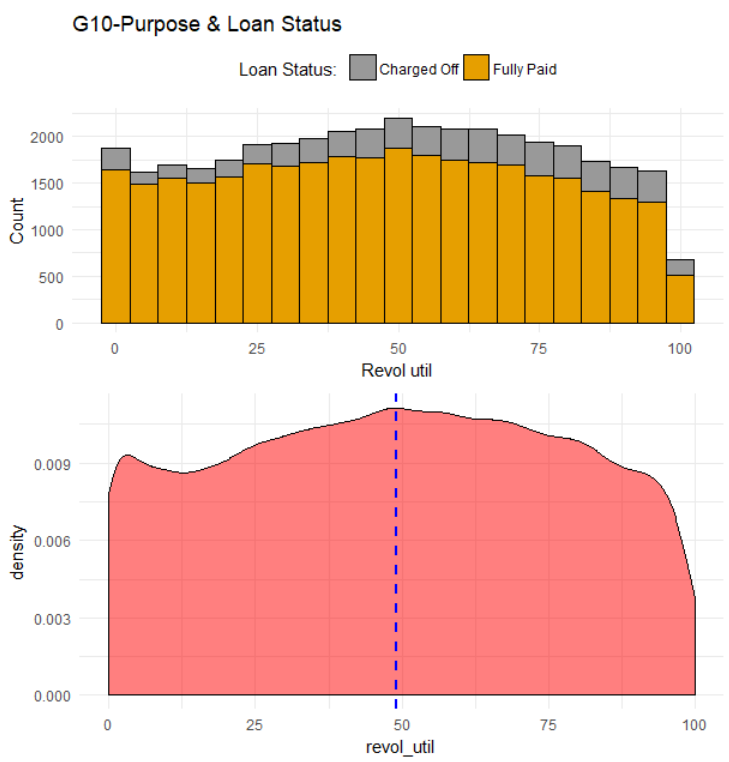 G10-Purpose & Loan Status
Loan Status: Charged Off Fully Paid
2000
1500
1000
500
0
Count
0 25 50 75 100
Revol util
0.009
0.006
0.003
0.000
density
0 25 50 75 100
revol_util